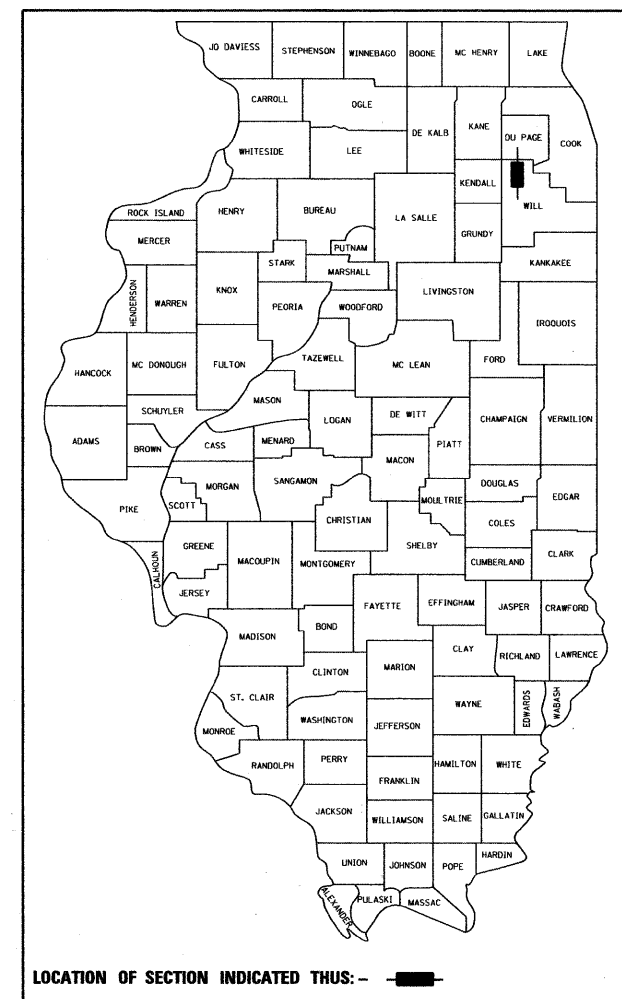 JO DAVIESS STEPHENSON WINNEBAGO BOONE MC HENRY LAKE
CARROLL OGLE DE KALB KANE DU PAGE COOK
WHITESIDE LEE KENDALL WILL
ROCK ISLAND HENRY BUREAU LA SALLE GRUNDY
MERCER PUTNAM KANKAKEE
STARK MARSHALL
HENDERSON WARREN KNOX PEORIA WOODFORD LIVINGSTON IROQUOIS
HANCOCK MC DONOUGH FULTON TAZEWELL MC LEAN FORD
SCHUYLER MASON LOGAN DE WITT CHAMPAIGN VERMILION
ADAMS BROWN CASS MENARD MACON PIATT
PIKE SCOTT MORGAN SANGAMON MOULTRIE DOUGLAS EDGAR
CHRISTIAN COLES
CALHOUN GREENE MACOUPIN MONTGOMERY SHELBY CUMBERLAND CLARK
JERSEY FAYETTE EFFINGHAM JASPER CRAWFORD
MADISON BOND CLAY RICHLAND LAWRENCE
CLINTON MARION
ST. CLAIR WASHINGTON JEFFERSON WAYNE EDWARDS WABASH
MONROE
RANDOLPH PERRY FRANKLIN HAMILTON WHITE
JACKSON WILLIAMSON SALINE GALLATIN
UNION JOHNSON POPE HARDIN
ALEXANDER PULASKI MASSAC
LOCATION OF SECTION INDICATED THUS: –